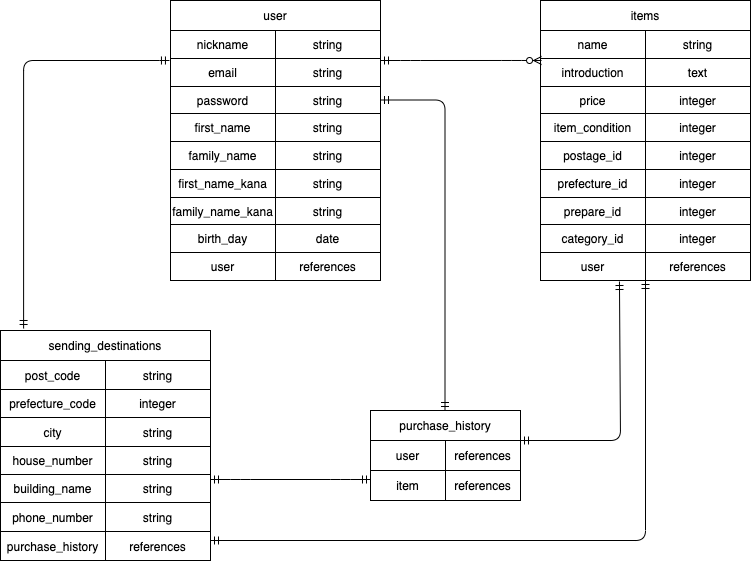 user
nickname string
email string
password string
first_name string
family_name string
first_name_kana string
family_name_kana string
birth_day date
user references
items
name string
introduction text
price integer
item_condition integer
postage_id integer
prefecture_id integer
prepare_id integer
category_id integer
user references
sending_destinations
post_code string
prefecture_code integer
city string
house_number string
building_name string
phone_number string
purchase_history references
purchase_history
user references
item references